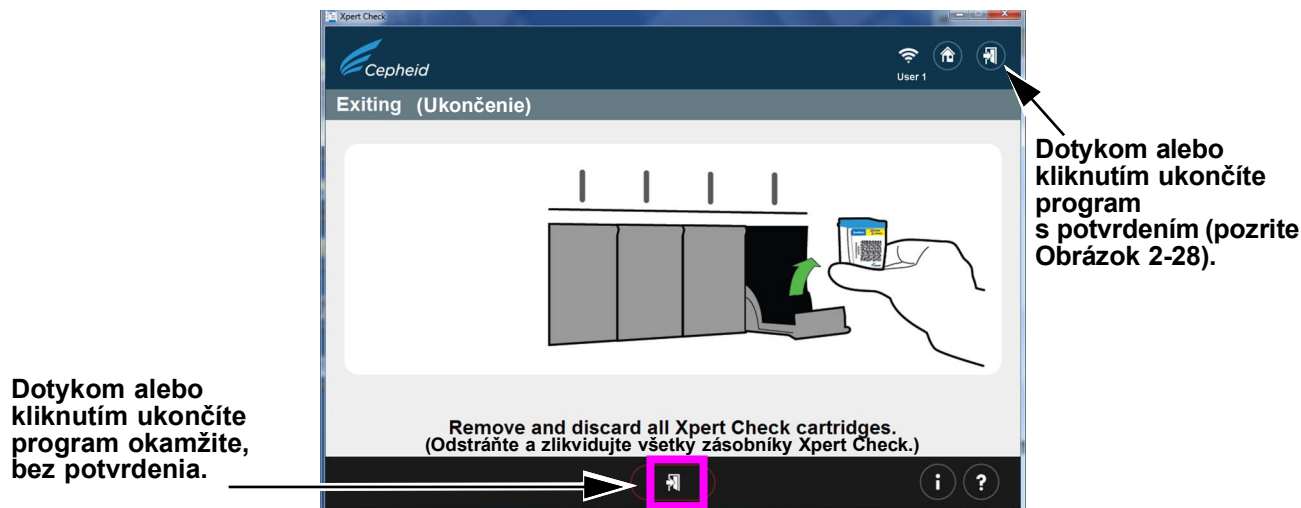 Xpert Check
Cepheid
User 1
Exiting (Ukončenie)
Dotykom alebo
kliknutím ukončíte
program
s potvrdením (pozrite
Obrázok 2-28).
Dotykom alebo
kliknutím ukončíte
program okamžite,
bez potvrdenia.
Remove and discard all Xpert Check cartridges.
(Odstráňte a zlikvidujte všetky zásobníky Xpert Check.)
i ?